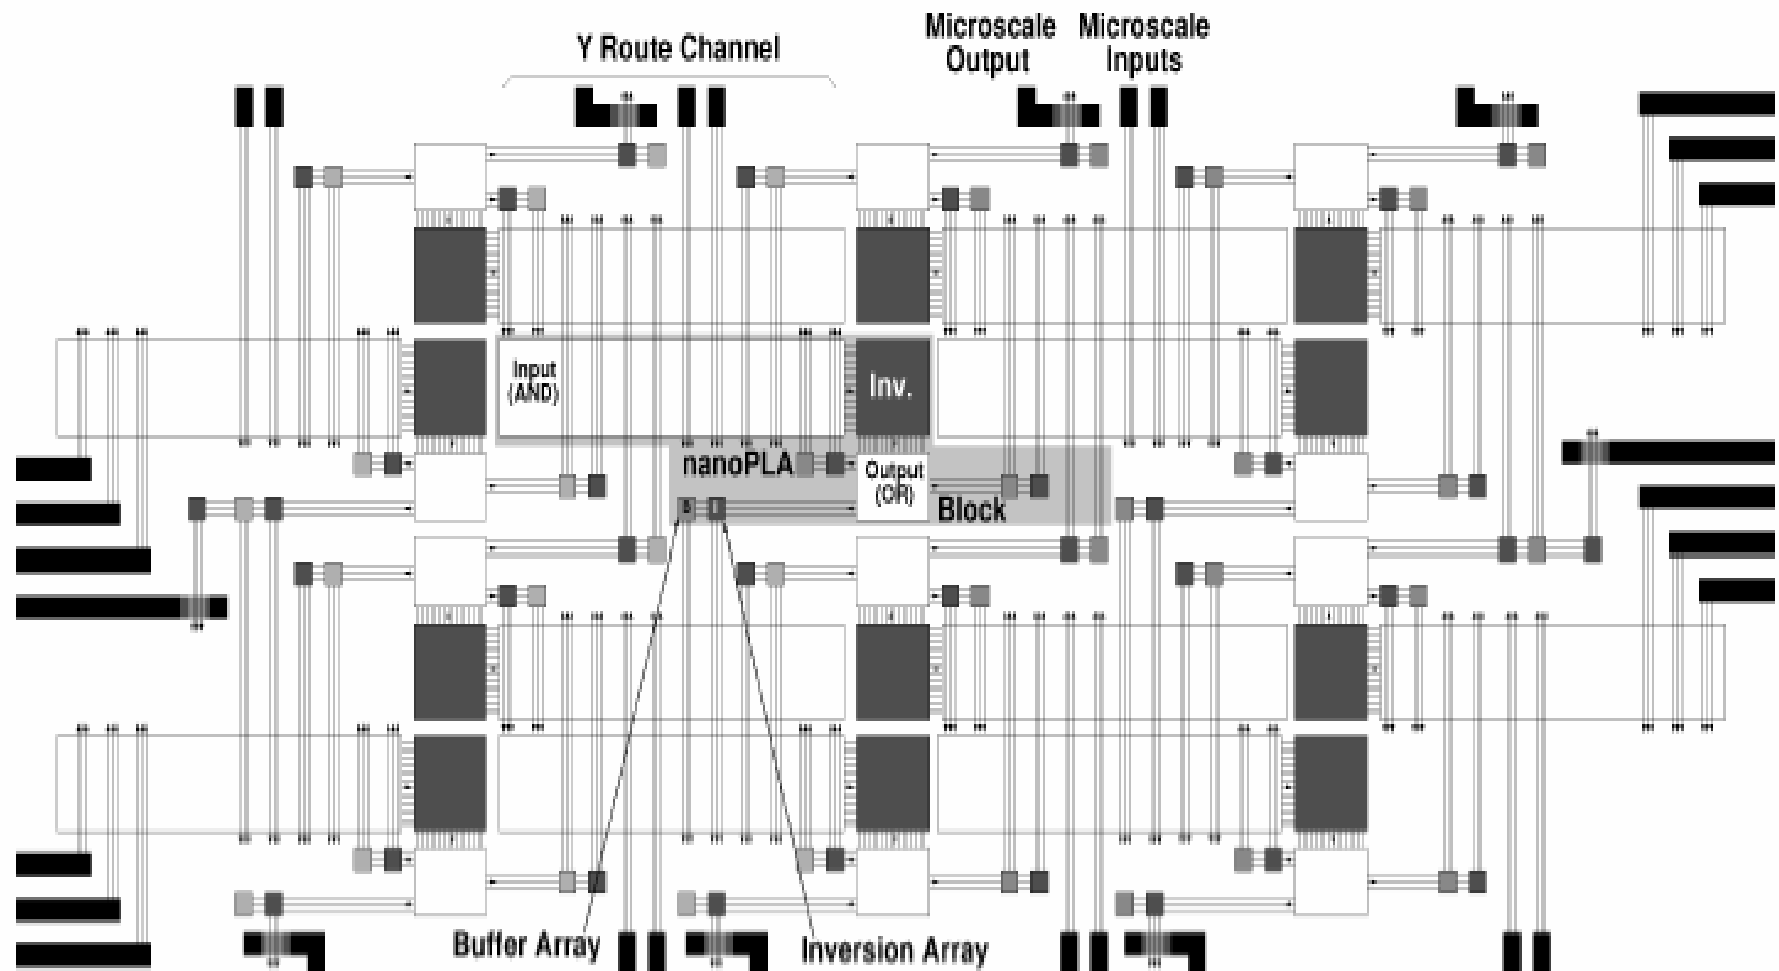 Y Route Channel
Microscale
Output
Microscale
Inputs
Input
(AND)
Inv.
nanoPLA
Output
(OR)
B
I
Block
Buffer Array
Inversion Array